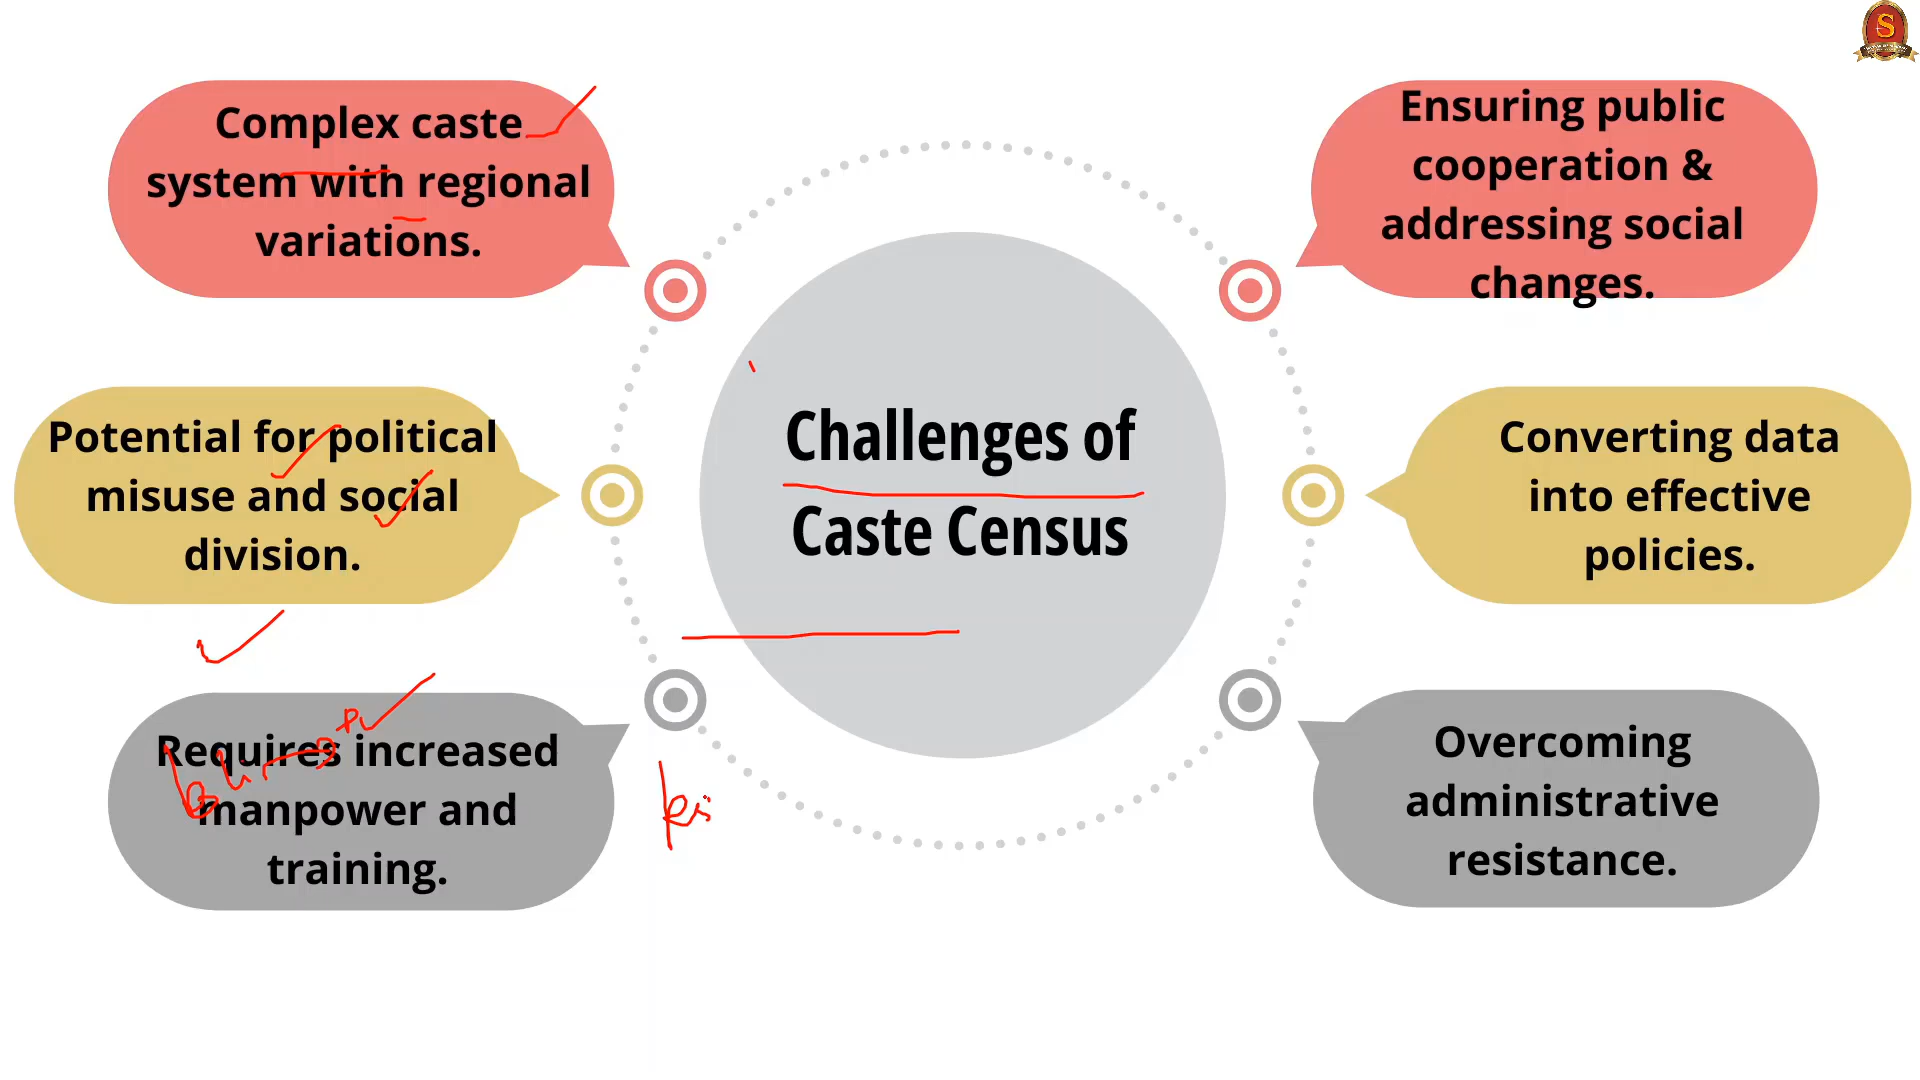 Complex caste
system with regional
variations.
Potential for political
misuse and social
division.
Requires increased
manpower and
training.
Challenges of
Caste Census
Ensuring public
cooperation &
addressing social
changes.
Converting data
into effective
policies.
Overcoming
administrative
resistance.
S